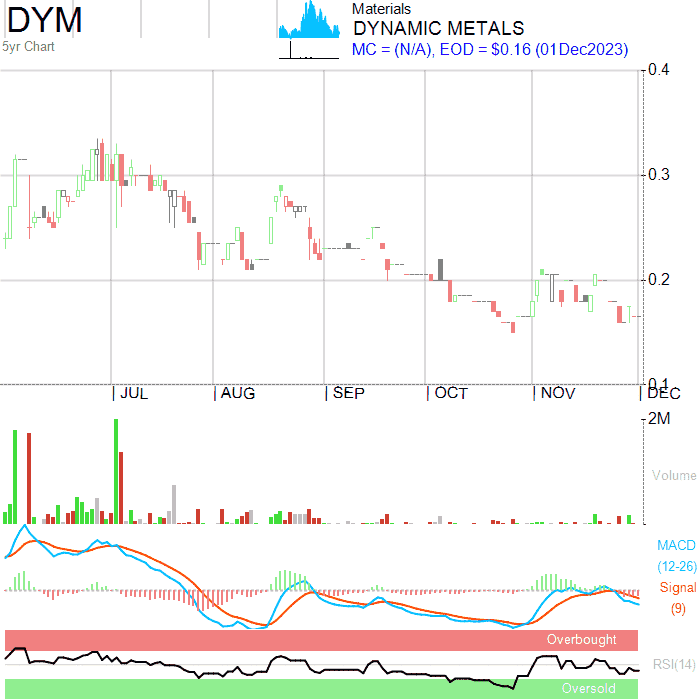 DYM
5yr Chart
Materials
DYNAMIC METALS
MC = (N/A), EOD = $0.16 (01Dec2023)
0.4
0.3
0.2
0.1
JUL AUG SEP OCT NOV DEC
2M
Volume
MACD
(12-26)
Signal
(9)
Overbought
RSI(14)
Oversold